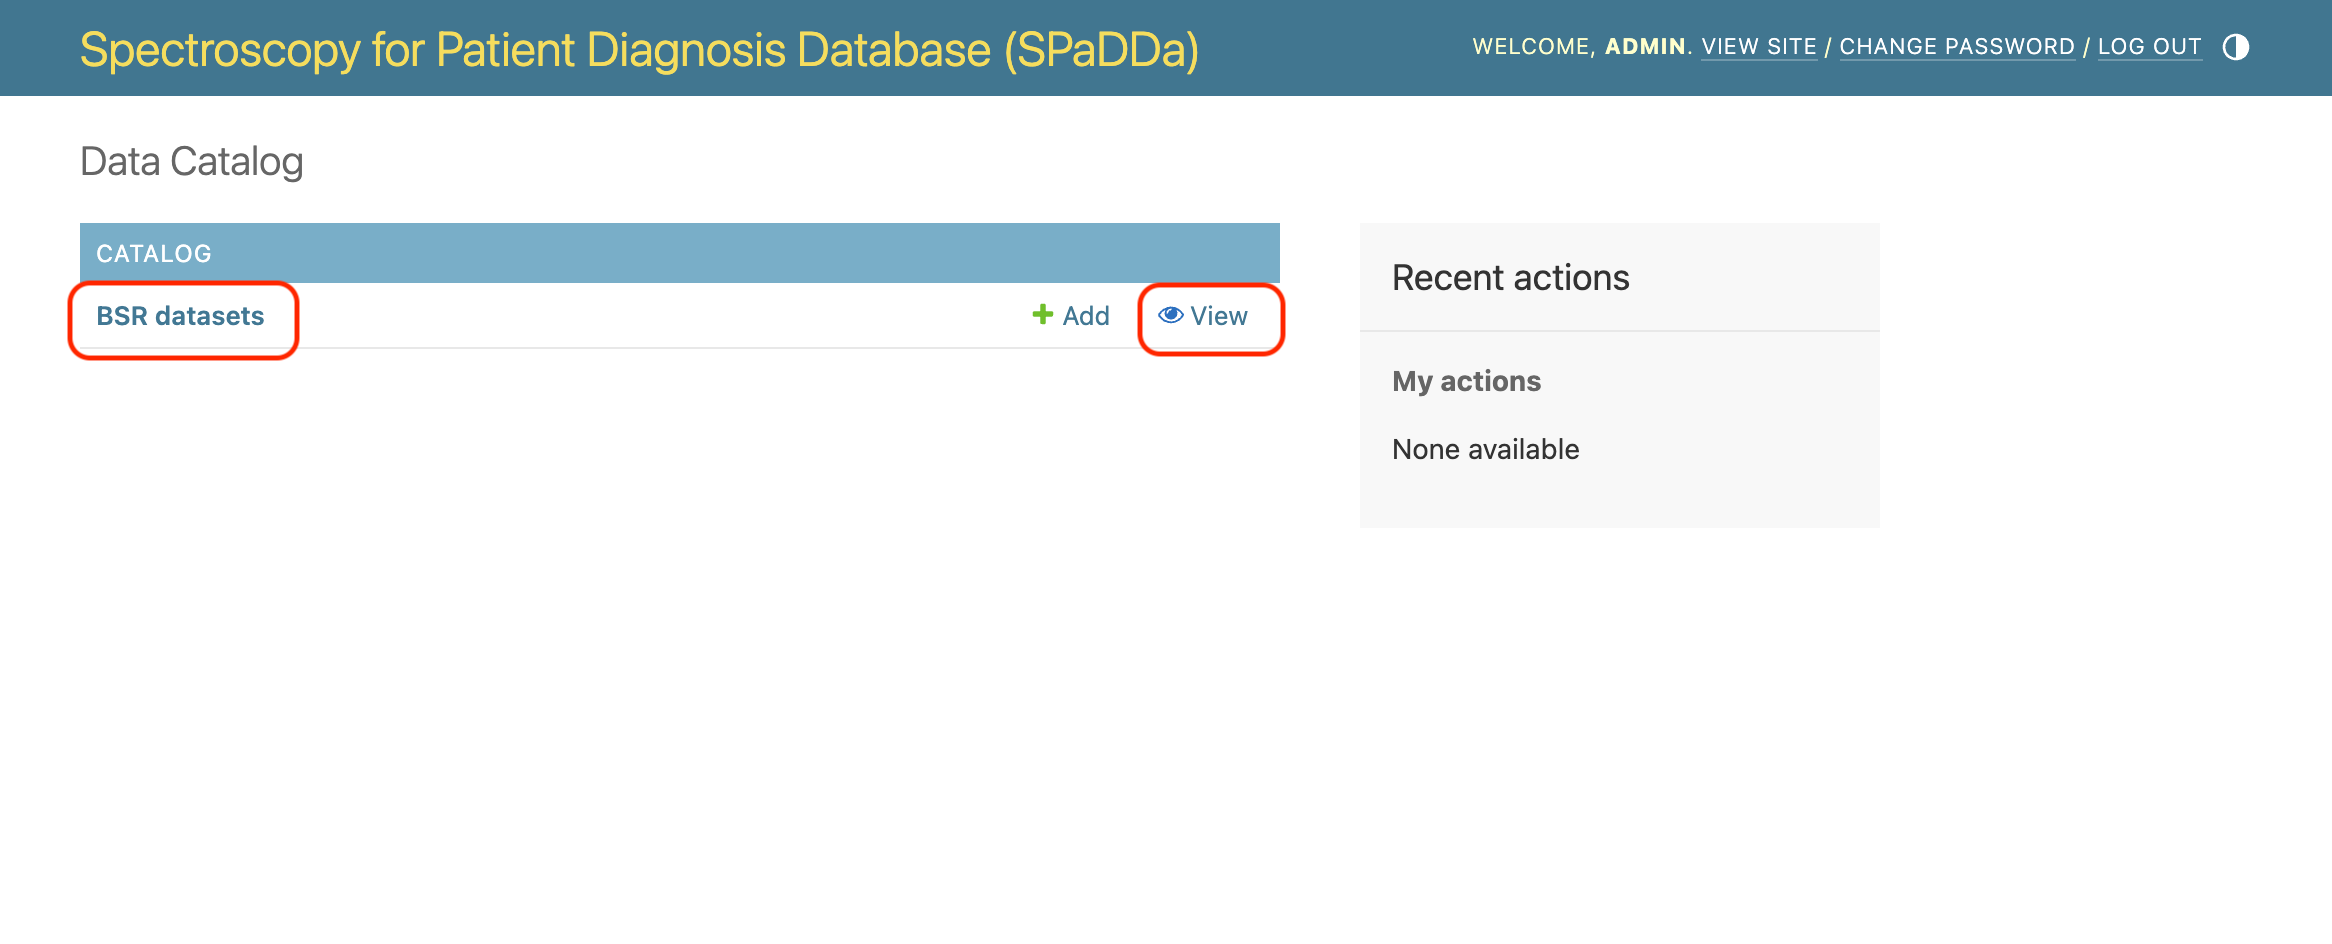 Spectroscopy for Patient Diagnosis Database (SPaDDa)
WELCOME, ADMIN. VIEW SITE / CHANGE PASSWORD / LOG OUT
Data Catalog
CATALOG
BSR datasets
Add
View
Recent actions
My actions
None available